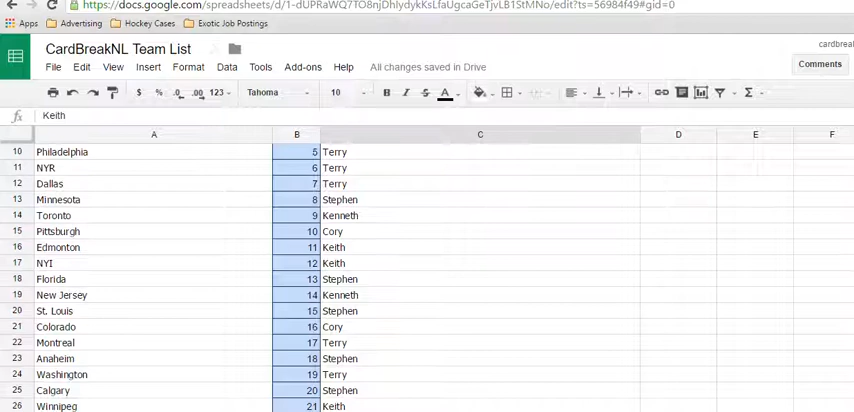 https://docs.google.com/spreadsheets/d/1-dUPRaWQ7TO8njDhIydykKsLfaUgcaGeTjvLB1StMNo/edit?ts=56984f49#gid=0
Apps Advertising Hockey Cases Exotic Job Postings
CardBreakNL Team List
cardbreak
File Edit View Insert Format Data Tools Add-ons Help All changes saved in Drive
Comments
$ % .0 .00 123 Tahoma 10 B I S A
fx Keith
A B C D E F
10 Philadelphia 5 Terry
11 NYR 6 Terry
12 Dallas 7 Terry
13 Minnesota 8 Stephen
14 Toronto 9 Kenneth
15 Pittsburgh 10 Cory
16 Edmonton 11 Keith
17 NYI 12 Keith
18 Florida 13 Stephen
19 New Jersey 14 Kenneth
20 St. Louis 15 Stephen
21 Colorado 16 Cory
22 Montreal 17 Terry
23 Anaheim 18 Stephen
24 Washington 19 Terry
25 Calgary 20 Stephen
26 Winnipeg 21 Keith